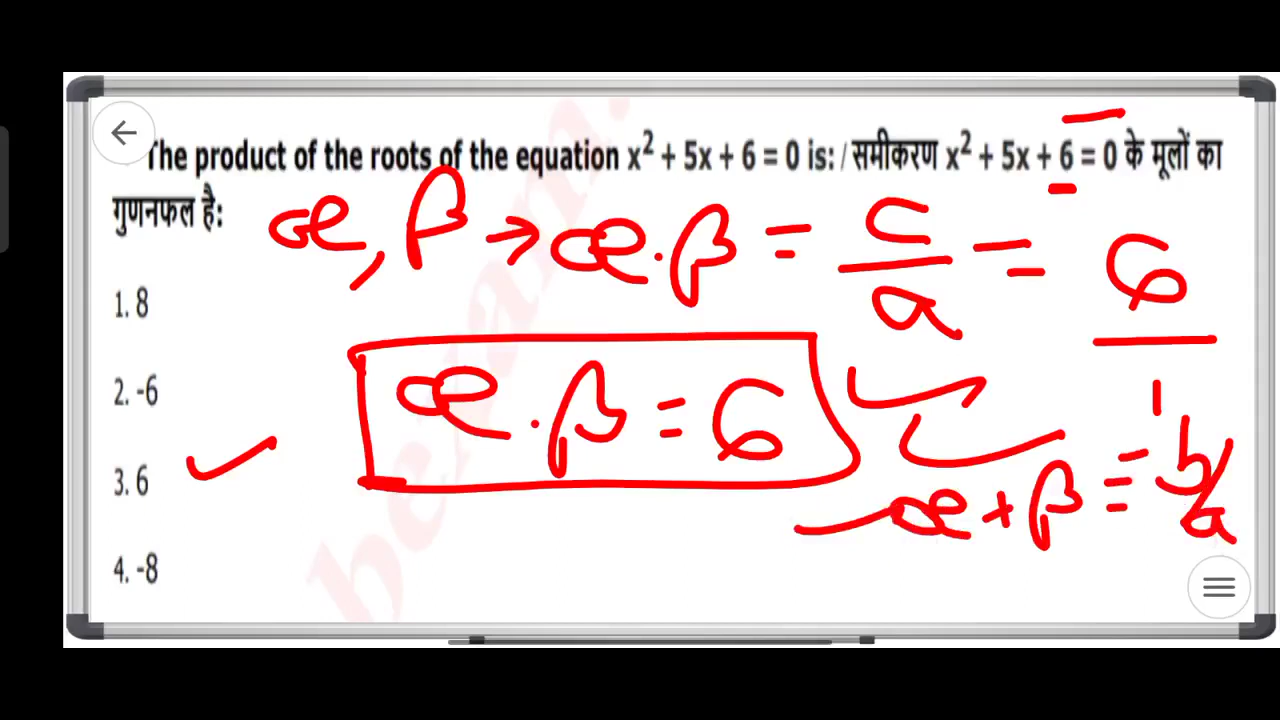 The product of the roots of the equation x² + 5x + 6 = 0 is: / समीकरण x² + 5x + 6 = 0 के मूलों का
गुणनफल है:
α, β → α·β = c/a = 6/1
1. 8
2. -6
α·β = 6
3. 6
α + β = b/a
4. -8